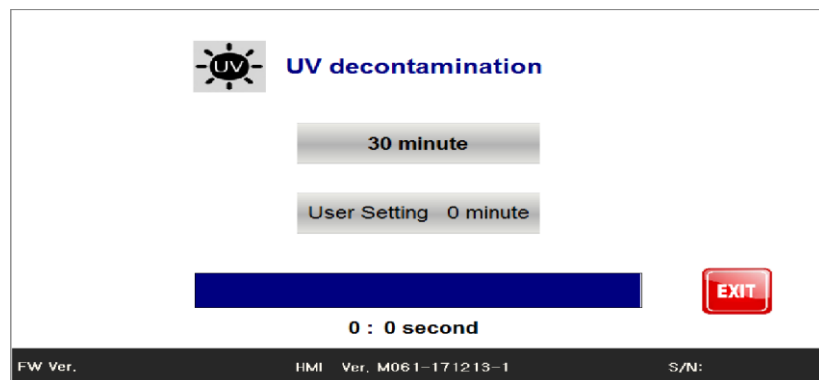 UV
UV decontamination
30 minute
User Setting 0 minute
EXIT
0 : 0 second
FW Ver. HMI Ver. M061-171213-1 S/N: